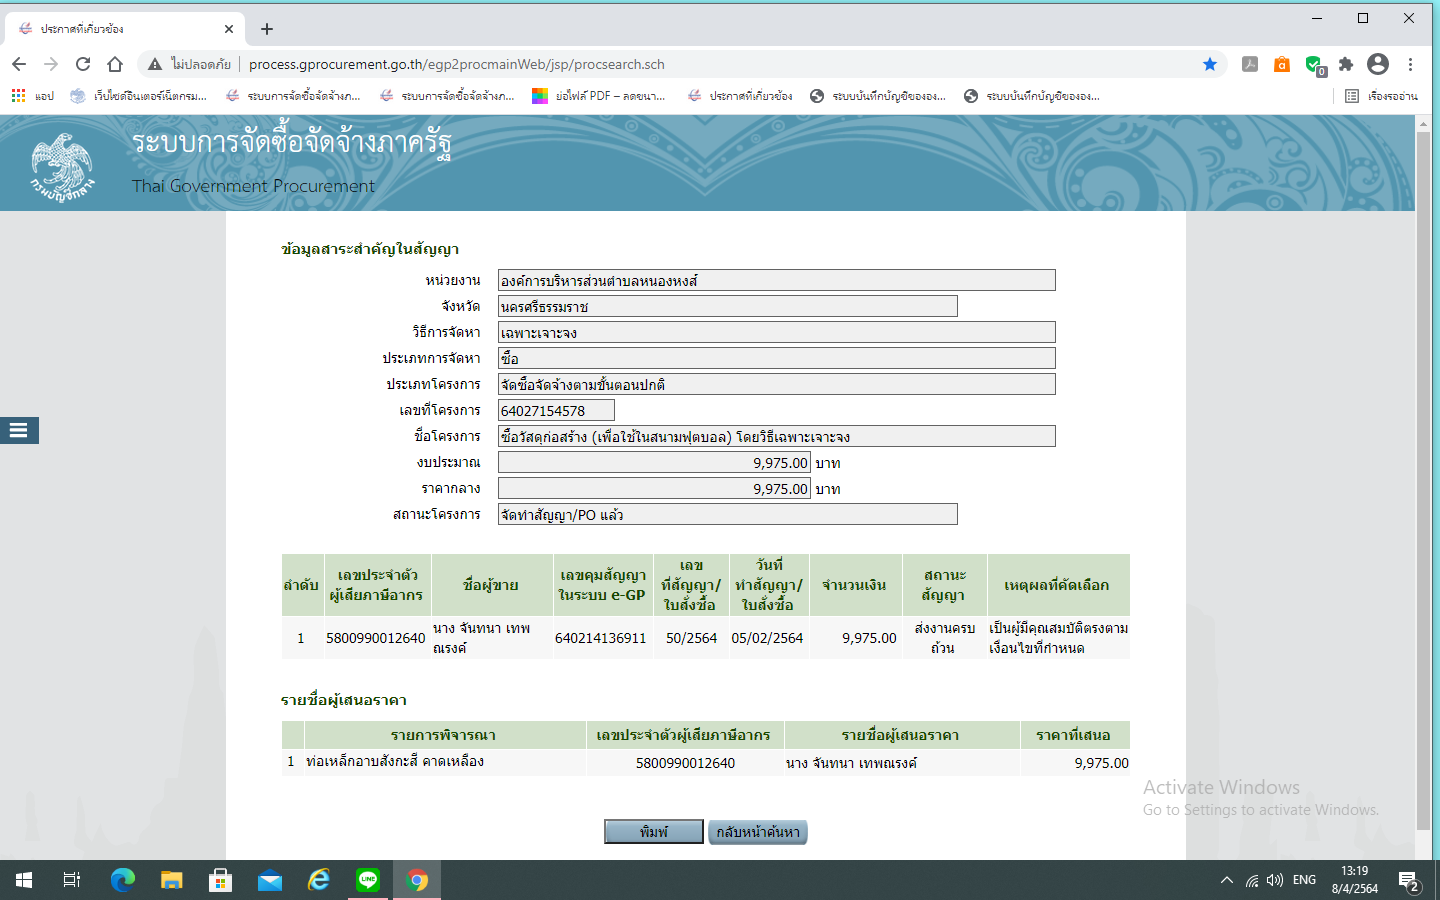 ประกาศที่เกี่ยวข้อง
ไม่ปลอดภัย process.gprocurement.go.th/egp2procmainWeb/jsp/procsearch.sch
แอป เว็บไซต์อินเตอร์เน็ตกรม... ระบบการจัดซื้อจัดจ้างภ... ระบบการจัดซื้อจัดจ้างภ... ย่อไฟล์ PDF – ลดขนา... ประกาศที่เกี่ยวข้อง ระบบบันทึกบัญชีขององ... ระบบบันทึกบัญชีขององ... เรื่องรออ่าน
กรมบัญชีกลาง
ระบบการจัดซื้อจัดจ้างภาครัฐ
Thai Government Procurement
ข้อมูลสาระสำคัญในสัญญา
หน่วยงาน องค์การบริหารส่วนตำบลหนองหงส์
จังหวัด นครศรีธรรมราช
วิธีการจัดหา เฉพาะเจาะจง
ประเภทการจัดหา ซื้อ
ประเภทโครงการ จัดซื้อจัดจ้างตามขั้นตอนปกติ
เลขที่โครงการ 64027154578
ชื่อโครงการ ซื้อวัสดุก่อสร้าง (เพื่อใช้ในสนามฟุตบอล) โดยวิธีเฉพาะเจาะจง
งบประมาณ 9,975.00 บาท
ราคากลาง 9,975.00 บาท
สถานะโครงการ จัดทำสัญญา/PO แล้ว
ลำดับ เลขประจำตัวผู้เสียภาษีอากร ชื่อผู้ขาย เลขคุมสัญญาในระบบ e-GP เลขที่สัญญา/ใบสั่งซื้อ วันที่ทำสัญญา/ใบสั่งซื้อ จำนวนเงิน สถานะสัญญา เหตุผลที่คัดเลือก
1 5800990012640 นาง จันทนา เทพณรงค์ 640214136911 50/2564 05/02/2564 9,975.00 ส่งงานครบถ้วน เป็นผู้มีคุณสมบัติตรงตามเงื่อนไขที่กำหนด
รายชื่อผู้เสนอราคา
รายการพิจารณา เลขประจำตัวผู้เสียภาษีอากร รายชื่อผู้เสนอราคา ราคาที่เสนอ
1 ท่อเหล็กอาบสังกะสี คาดเหลือง 5800990012640 นาง จันทนา เทพณรงค์ 9,975.00
พิมพ์ กลับหน้าค้นหา
Activate Windows
Go to Settings to activate Windows.
LINE
ENG 13:19
8/4/2564
2